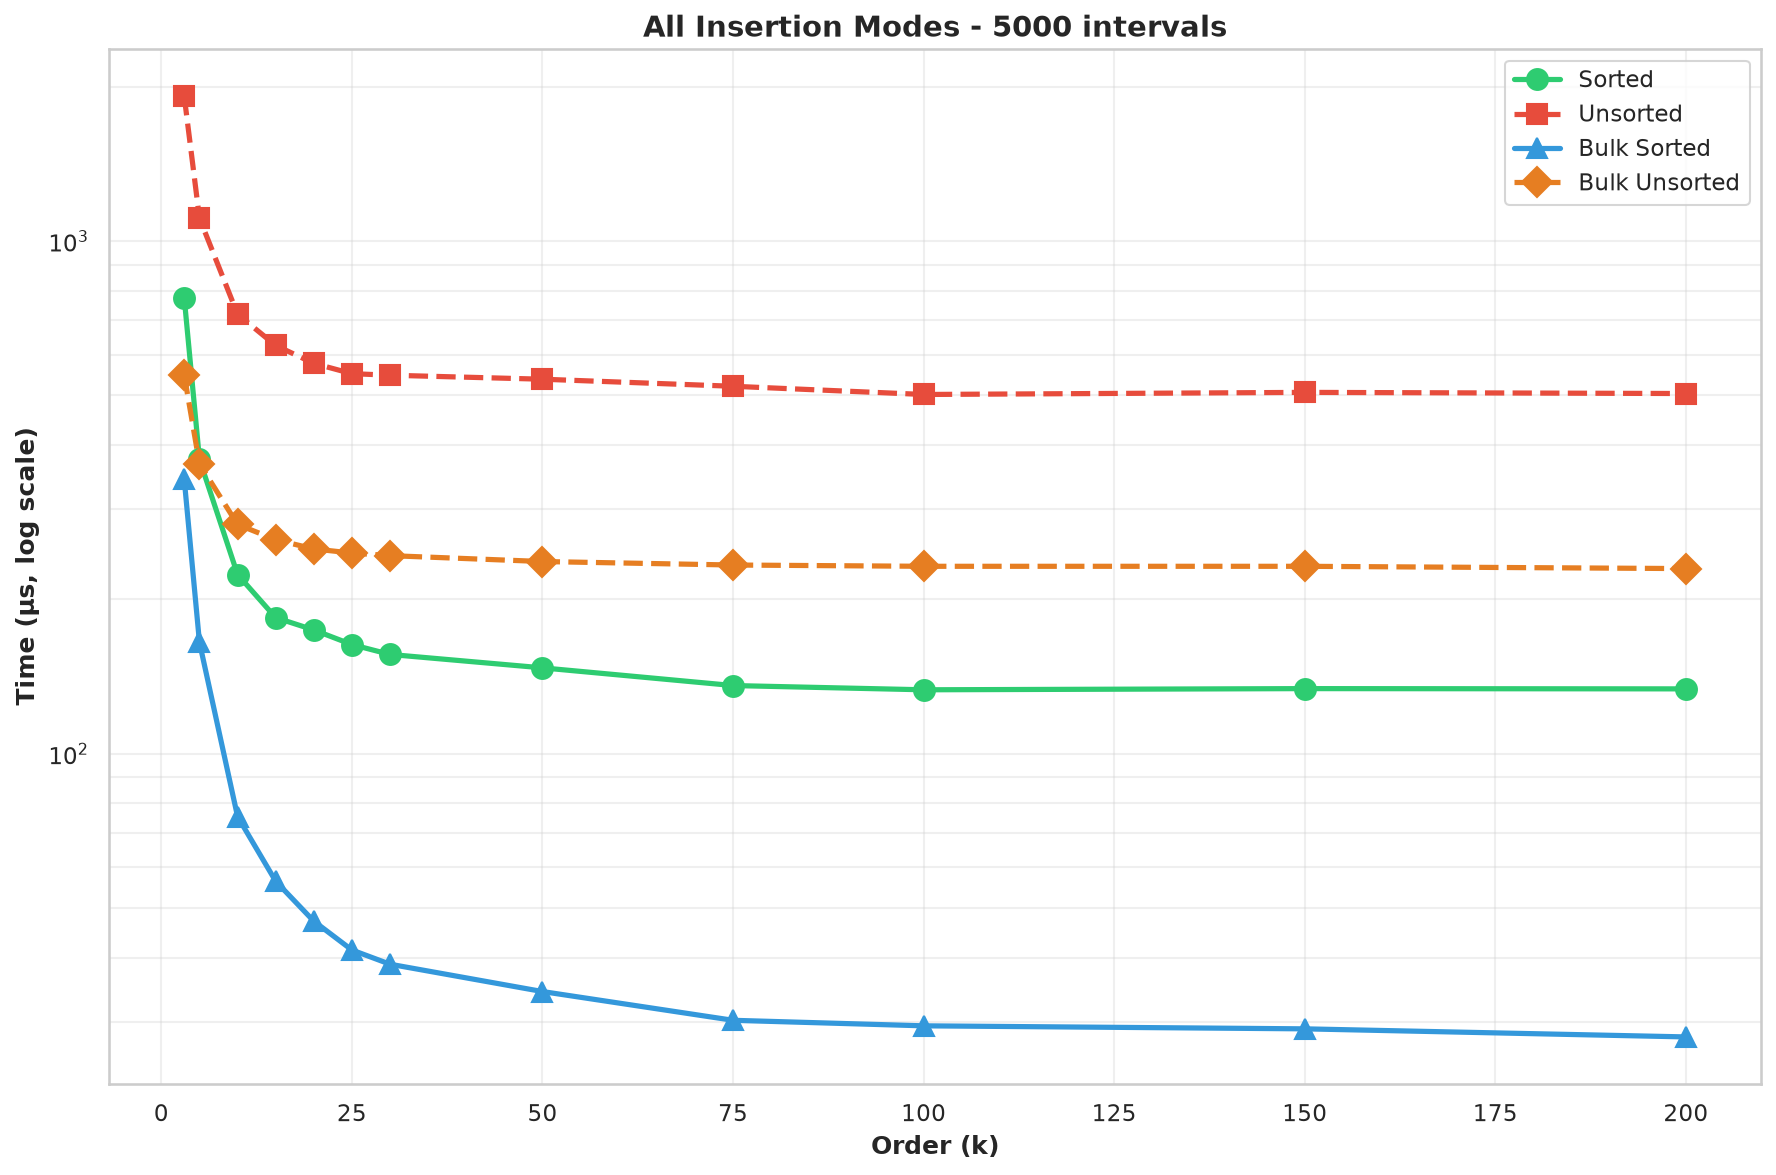 All Insertion Modes - 5000 intervals
Sorted
Unsorted
Bulk Sorted
Bulk Unsorted
Time (µs, log scale)
10³
10²
0 25 50 75 100 125 150 175 200
Order (k)